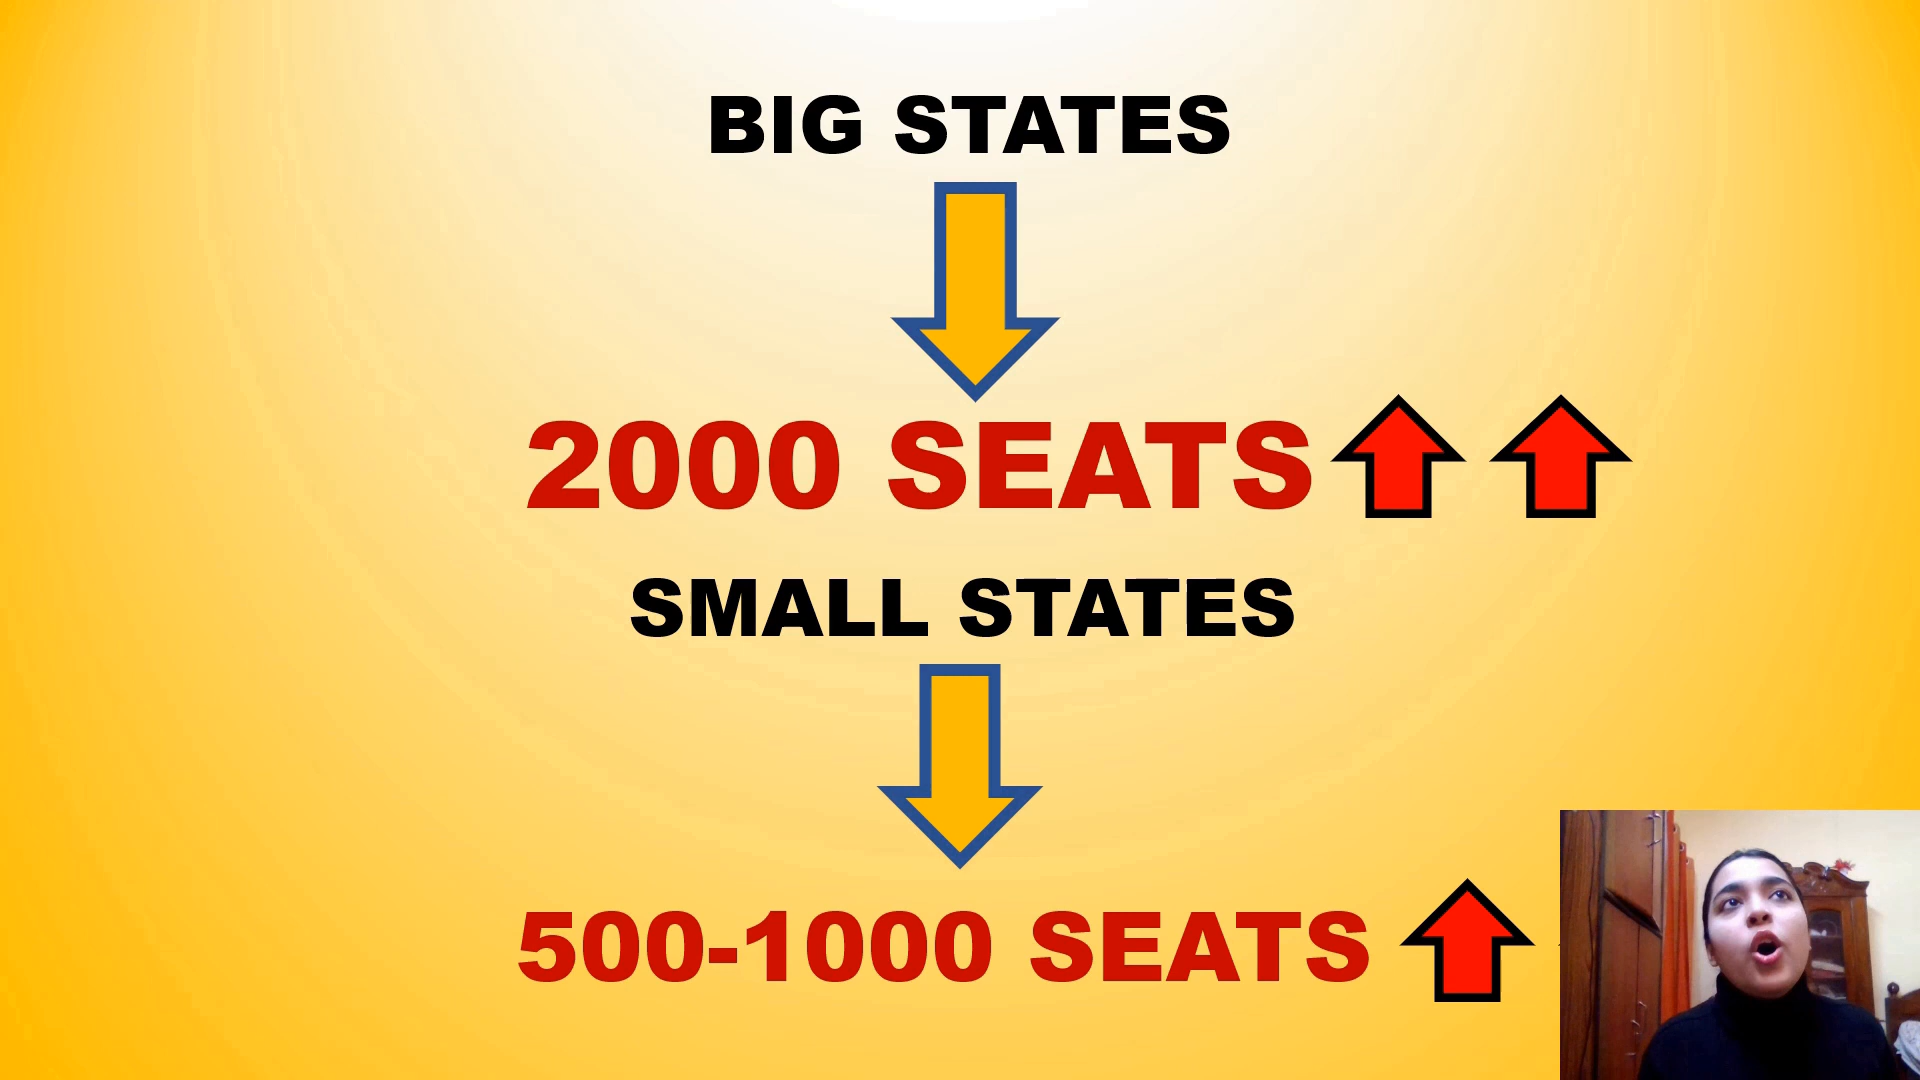 BIG STATES
2000 SEATS
SMALL STATES
500-1000 SEATS